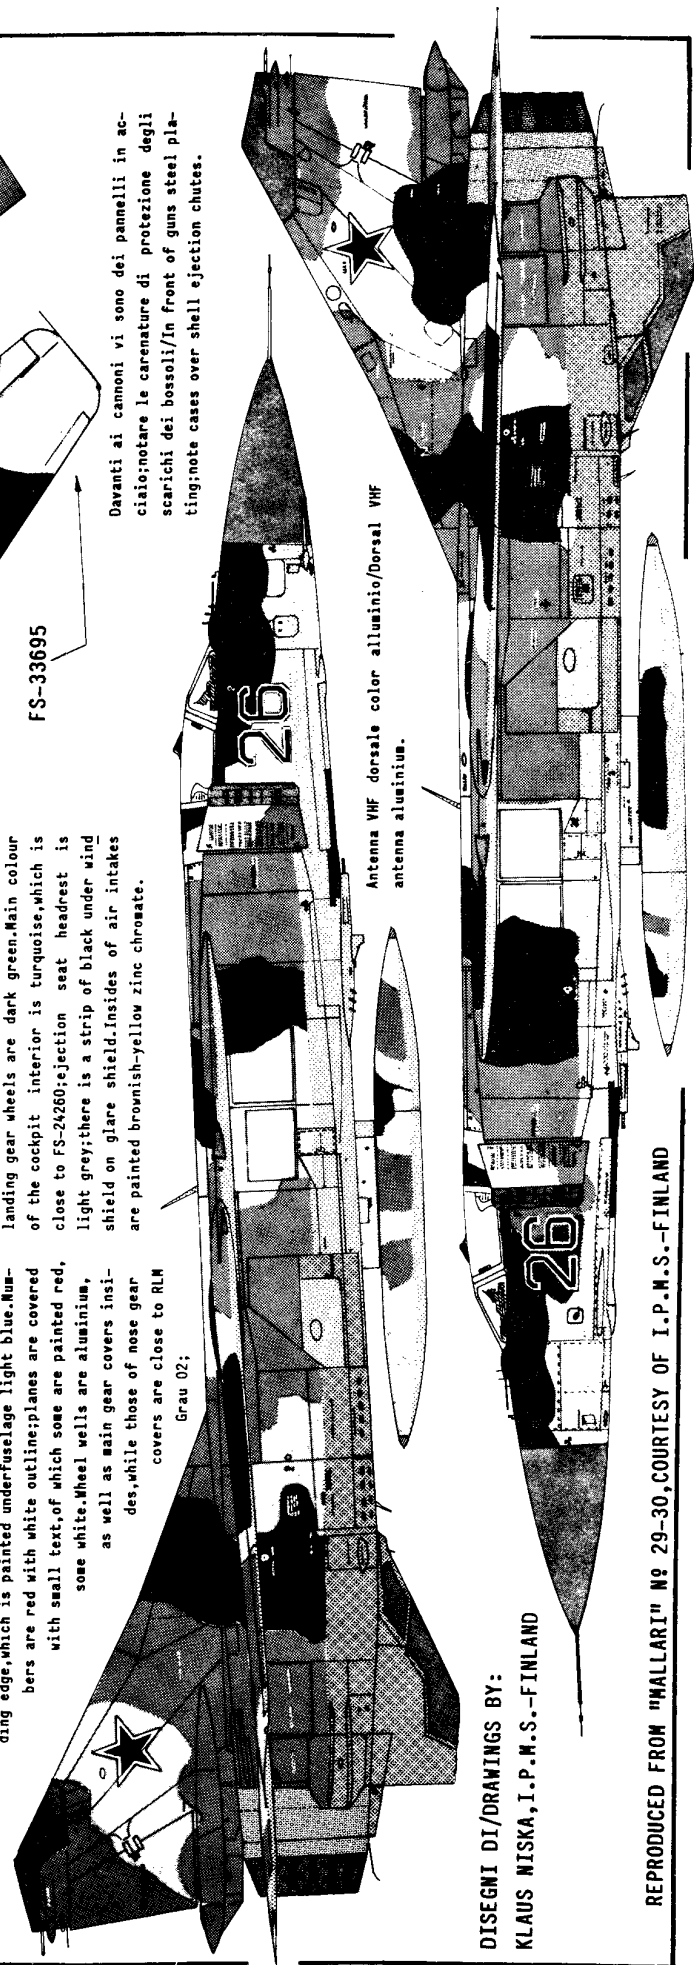 ding edge,which is painted underfuselage light blue.Num-
bers are red with white outline;planes are covered
with small text,of which some are painted red,
some white.Wheel wells are aluminium,
as well as main gear covers insi-
des,while those of nose gear
covers are close to RLM
Grau 02;
landing gear wheels are dark green.Main colour
of the cockpit interior is turquoise,which is
close to FS-24260;ejection seat headrest is
light grey;there is a strip of black under wind
shield on glare shield.Insides of air intakes
are painted brownish-yellow zinc chromate.
FS-33695
Davanti ai cannoni vi sono dei pannelli in ac-
ciaio;notare le carenature di protezione degli
scarichi dei bossoli/In front of guns steel pla-
ting;note cases over shell ejection chutes.
26
Antenna VHF dorsale color alluminio/Dorsal VHF
antenna aluminium.
26
DISEGNI DI/DRAWINGS BY:
KLAUS NISKA,I.P.M.S.-FINLAND
REPRODUCED FROM "MALLARI" Nº 29-30,COURTESY OF I.P.M.S.-FINLAND